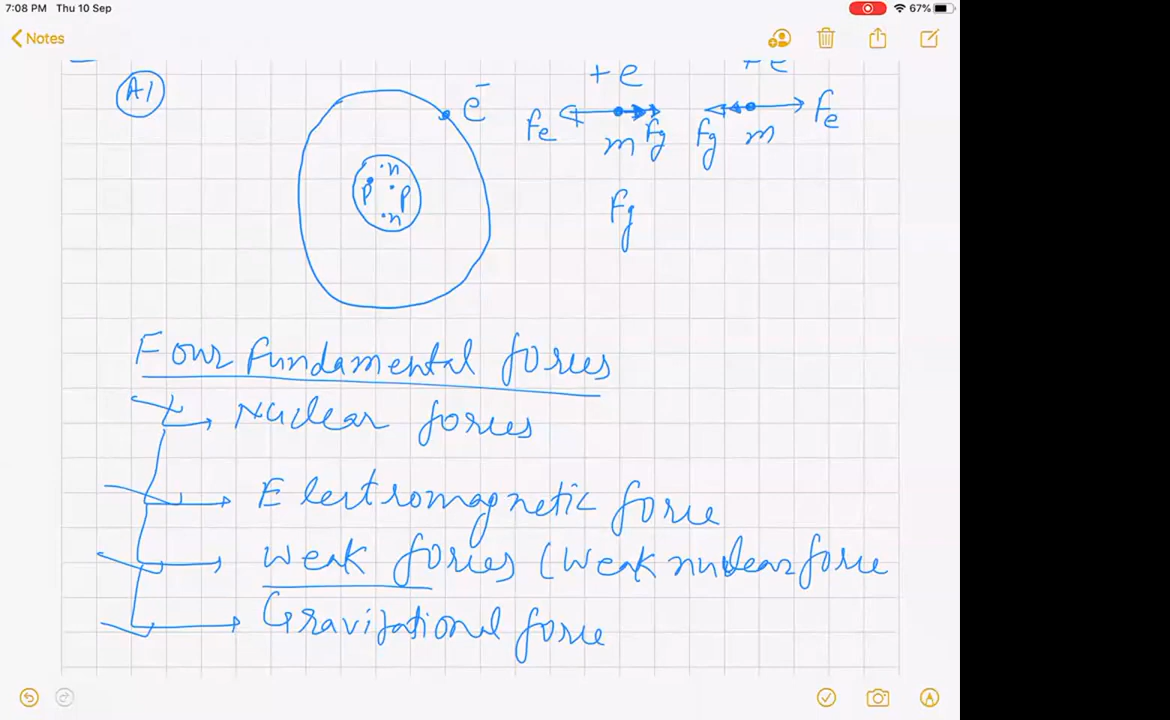 7:08 PM Thu 10 Sep 67%
Notes
A1
e⁻
+e +e
Fe m Fg Fg m Fe
n
p p
n
Fg
Four fundamental forces
Nuclear forces
Electromagnetic force
Weak forces (Weak nuclear force
Gravitational force